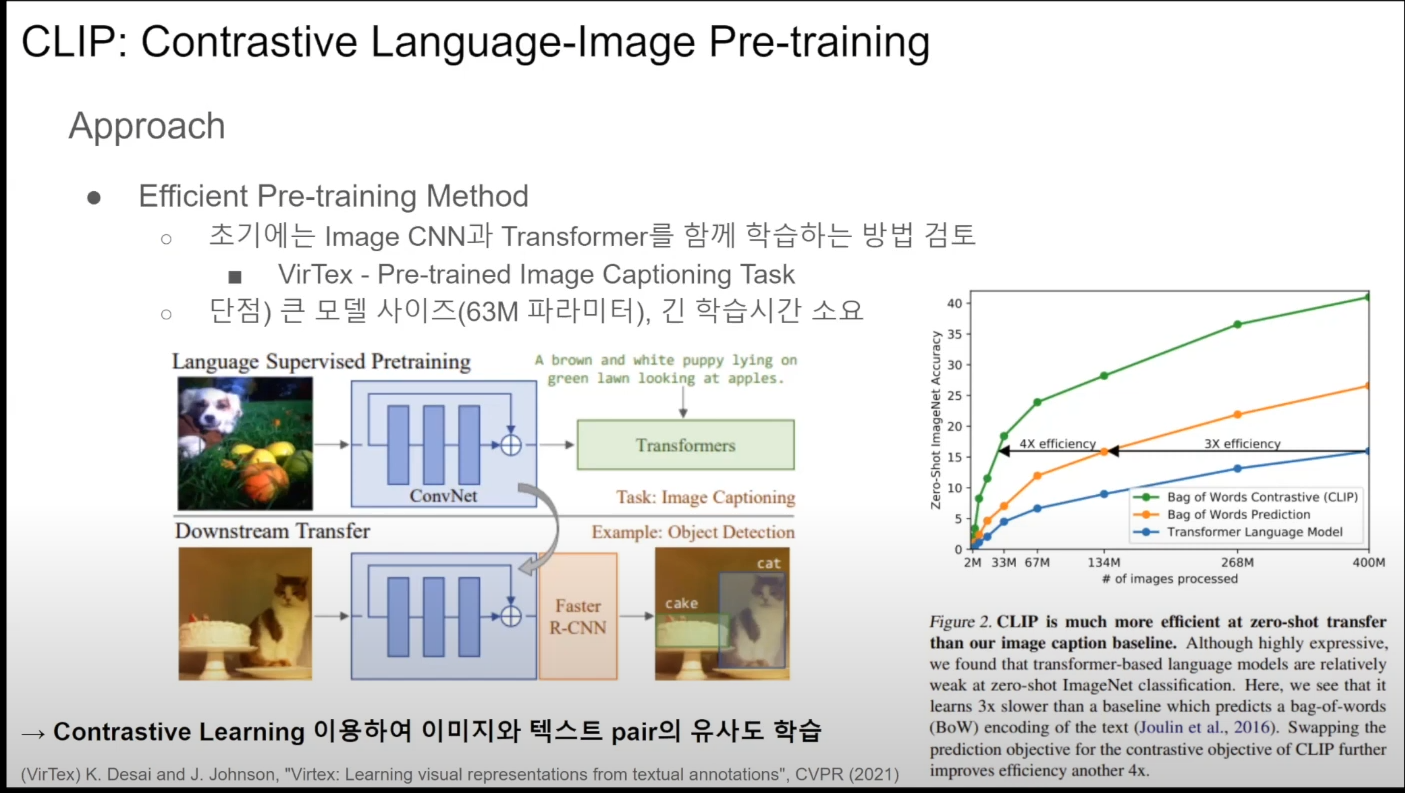 CLIP: Contrastive Language-Image Pre-training
Approach
● Efficient Pre-training Method
○ 초기에는 Image CNN과 Transformer를 함께 학습하는 방법 검토
■ VirTex - Pre-trained Image Captioning Task
○ 단점) 큰 모델 사이즈(63M 파라미터), 긴 학습시간 소요
Language Supervised Pretraining
A brown and white puppy lying on
green lawn looking at apples.
ConvNet
Transformers
Task: Image Captioning
Downstream Transfer
Example: Object Detection
Faster
R-CNN
cake
cat
→ Contrastive Learning 이용하여 이미지와 텍스트 pair의 유사도 학습
(VirTex) K. Desai and J. Johnson, "Virtex: Learning visual representations from textual annotations", CVPR (2021)
Zero-Shot ImageNet Accuracy
40
35
30
25
20
15
10
5
0
4X efficiency
3X efficiency
Bag of Words Contrastive (CLIP)
Bag of Words Prediction
Transformer Language Model
2M 33M 67M 134M 268M 400M
# of images processed
Figure 2. CLIP is much more efficient at zero-shot transfer
than our image caption baseline. Although highly expressive,
we found that transformer-based language models are relatively
weak at zero-shot ImageNet classification. Here, we see that it
learns 3x slower than a baseline which predicts a bag-of-words
(BoW) encoding of the text (Joulin et al., 2016). Swapping the
prediction objective for the contrastive objective of CLIP further
improves efficiency another 4x.